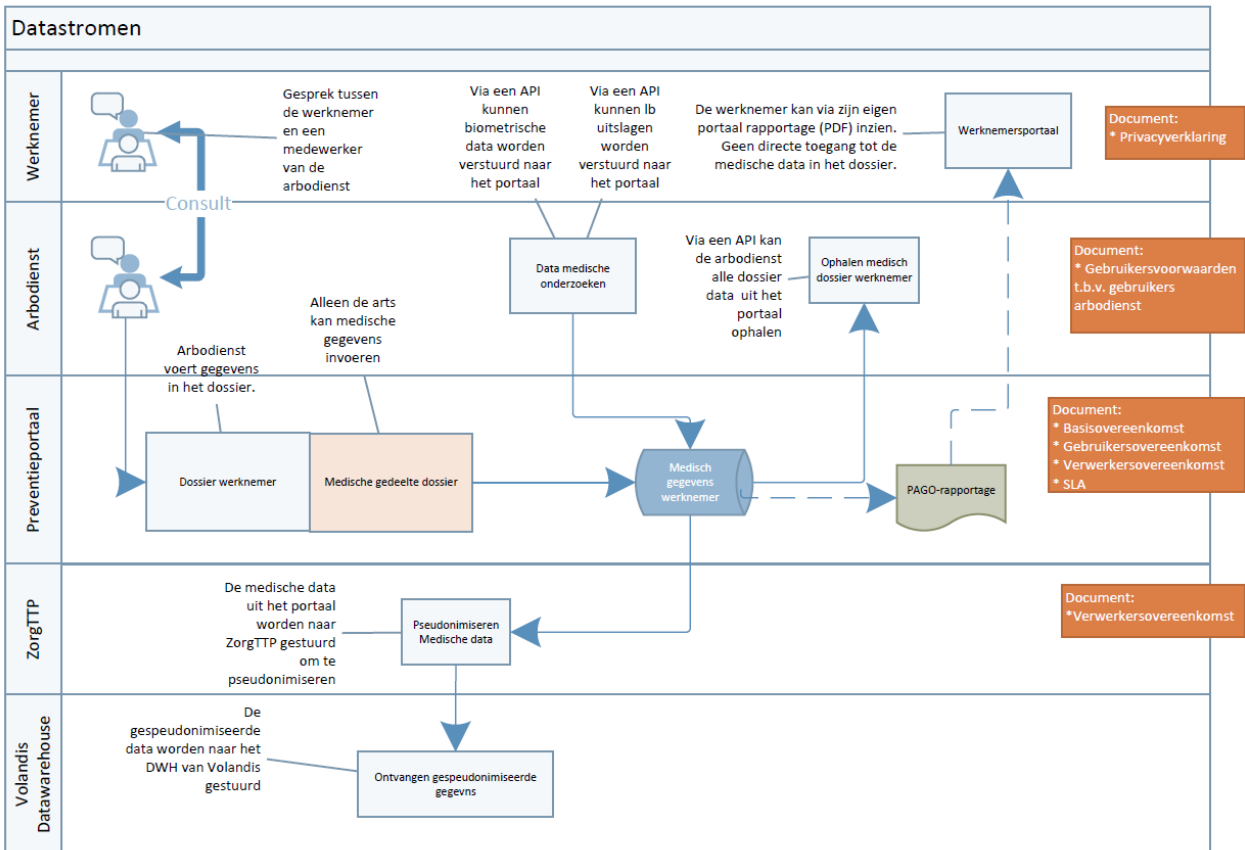 Datastromen
Werknemer
Gesprek tussen
de werknemer
en een
medewerker
van de
arbodienst
Via een API
kunnen
biometrische
data worden
verstuurd naar
het portaal
Via een API
kunnen lb
uitslagen
worden
verstuurd naar
het portaal
De werknemer kan via zijn eigen
portaal rapportage (PDF) inzien.
Geen directe toegang tot de
medische data in het dossier.
Werknemersportaal
Document:
* Privacyverklaring
Consult
Arbodienst
Data medische
onderzoeken
Via een API kan
de arbodienst
alle dossier
data uit het
portaal
ophalen
Ophalen medisch
dossier werknemer
Document:
* Gebruikersvoorwaarden
t.b.v. gebruikers
arbodienst
Alleen de arts
kan medische
gegevens
invoeren
Arbodienst
voert gegevens
in het dossier.
Preventieportaal
Dossier werknemer
Medische gedeelte dossier
Medisch
gegevens
werknemer
PAGO-rapportage
Document:
* Basisovereenkomst
* Gebruikersovereenkomst
* Verwerkersovereenkomst
* SLA
ZorgTTP
De medische data
uit het portaal
worden naar
ZorgTTP gestuurd
om te
pseudonimiseren
Pseudonimiseren
Medische data
Document:
*Verwerkersovereenkomst
Volandis
Datawarehouse
De
gespeudonimiseerde
data worden naar het
DWH van Volandis
gestuurd
Ontvangen gespeudonimiseerde
gegevns